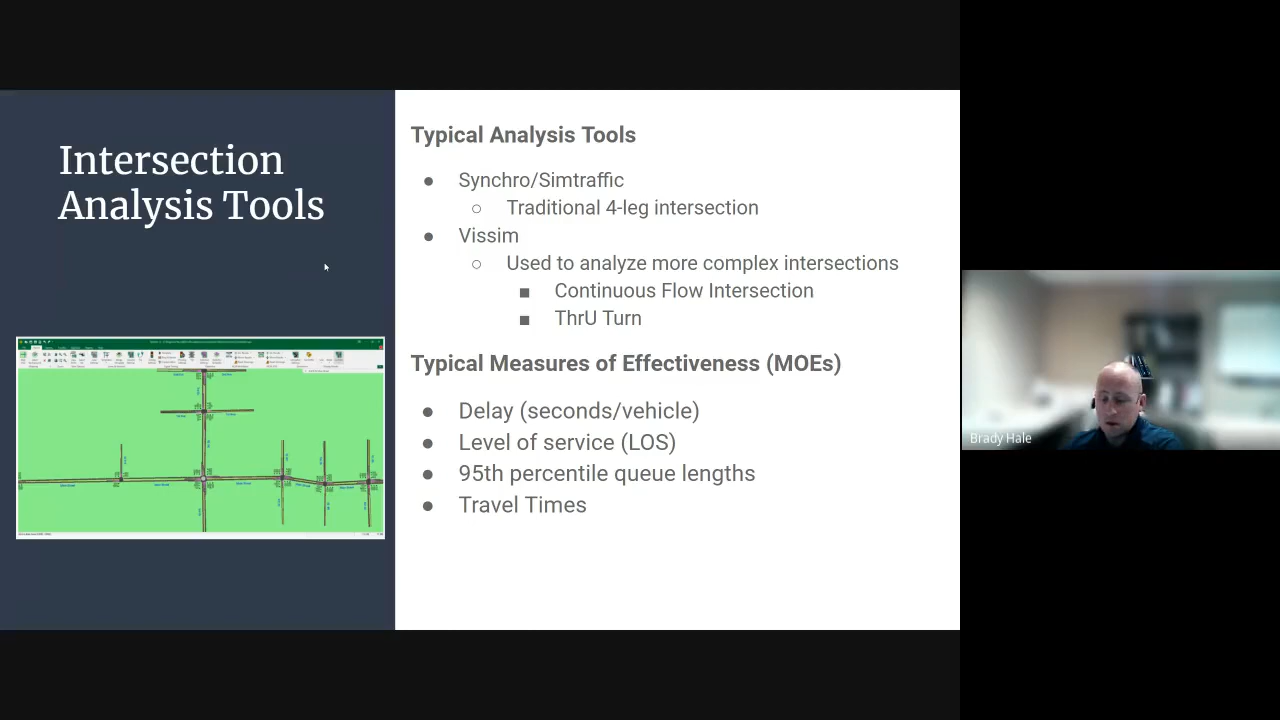 Intersection
Analysis Tools
Typical Analysis Tools
● Synchro/Simtraffic
○ Traditional 4-leg intersection
● Vissim
○ Used to analyze more complex intersections
■ Continuous Flow Intersection
■ ThrU Turn
Typical Measures of Effectiveness (MOEs)
● Delay (seconds/vehicle)
● Level of service (LOS)
● 95th percentile queue lengths
● Travel Times
Brady Hale